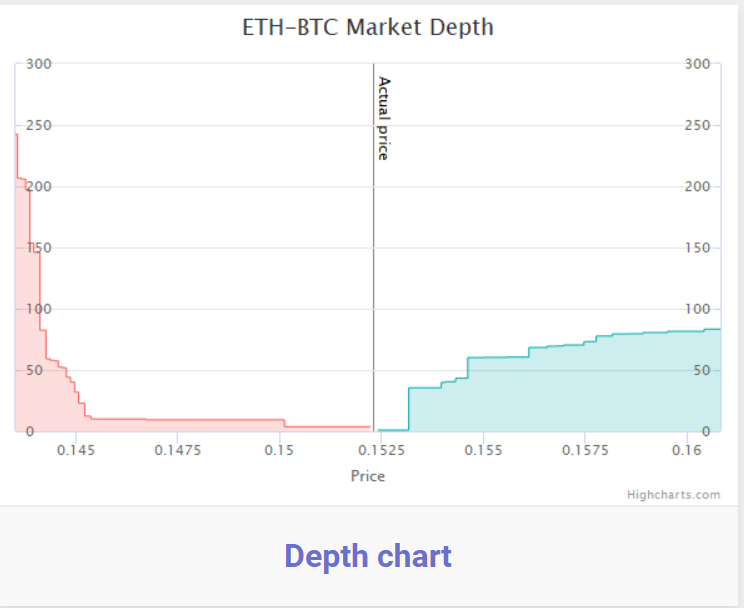 ETH-BTC Market Depth
300 300
250 250
200 200
150 150
100 100
50 50
0 0
Actual price
0.145 0.1475 0.15 0.1525 0.155 0.1575 0.16
Price
Highcharts.com
Depth chart